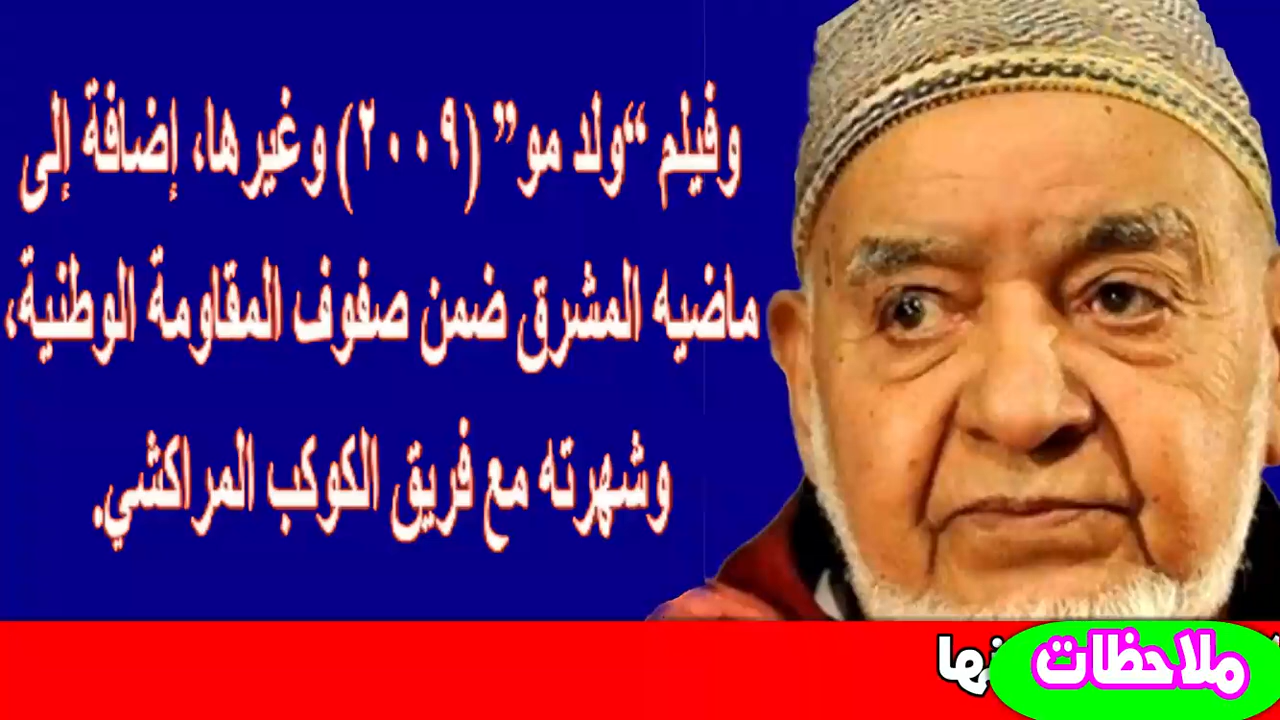 وفيلم “ولد مو” (٢٠٠٩) وغيرها، إضافة إلى
ماضيه المشرق ضمن صفوف المقاومة الوطنية،
وشهرته مع فريق الكوكب المراكشي.
ملاحظات